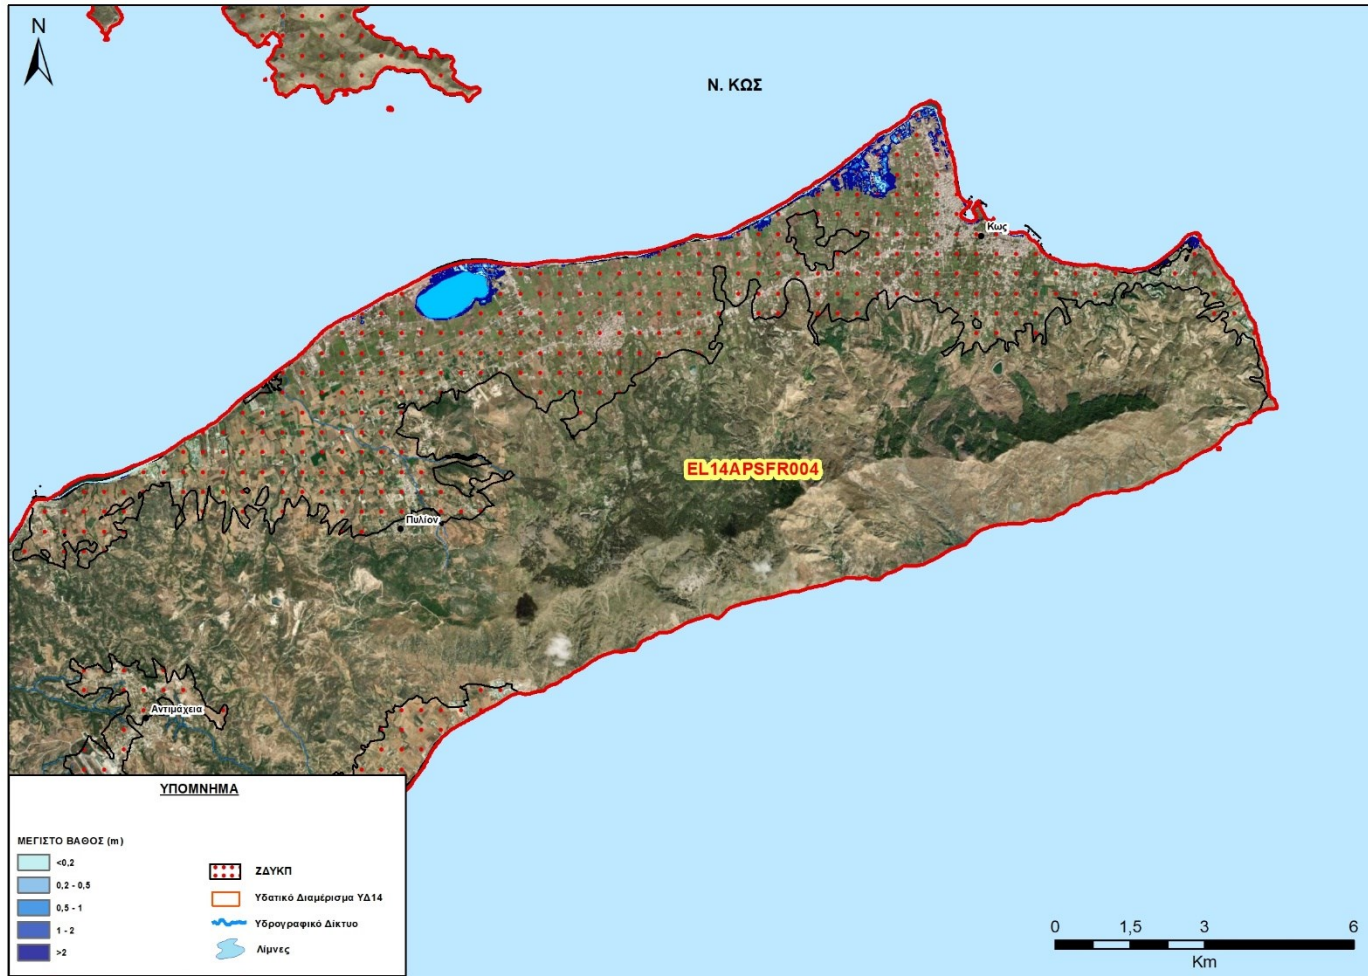 N
Ν. ΚΩΣ
Κως
EL14APSFR004
Πυλίον
Αντιμάχεια
ΥΠΟΜΝΗΜΑ
ΜΕΓΙΣΤΟ ΒΑΘΟΣ (m)
<0,2
0,2 - 0,5
0,5 - 1
1 - 2
>2
ΖΔΥΚΠ
Υδατικό Διαμέρισμα ΥΔ14
Υδρογραφικό Δίκτυο
Λίμνες
0 1,5 3 6
Km